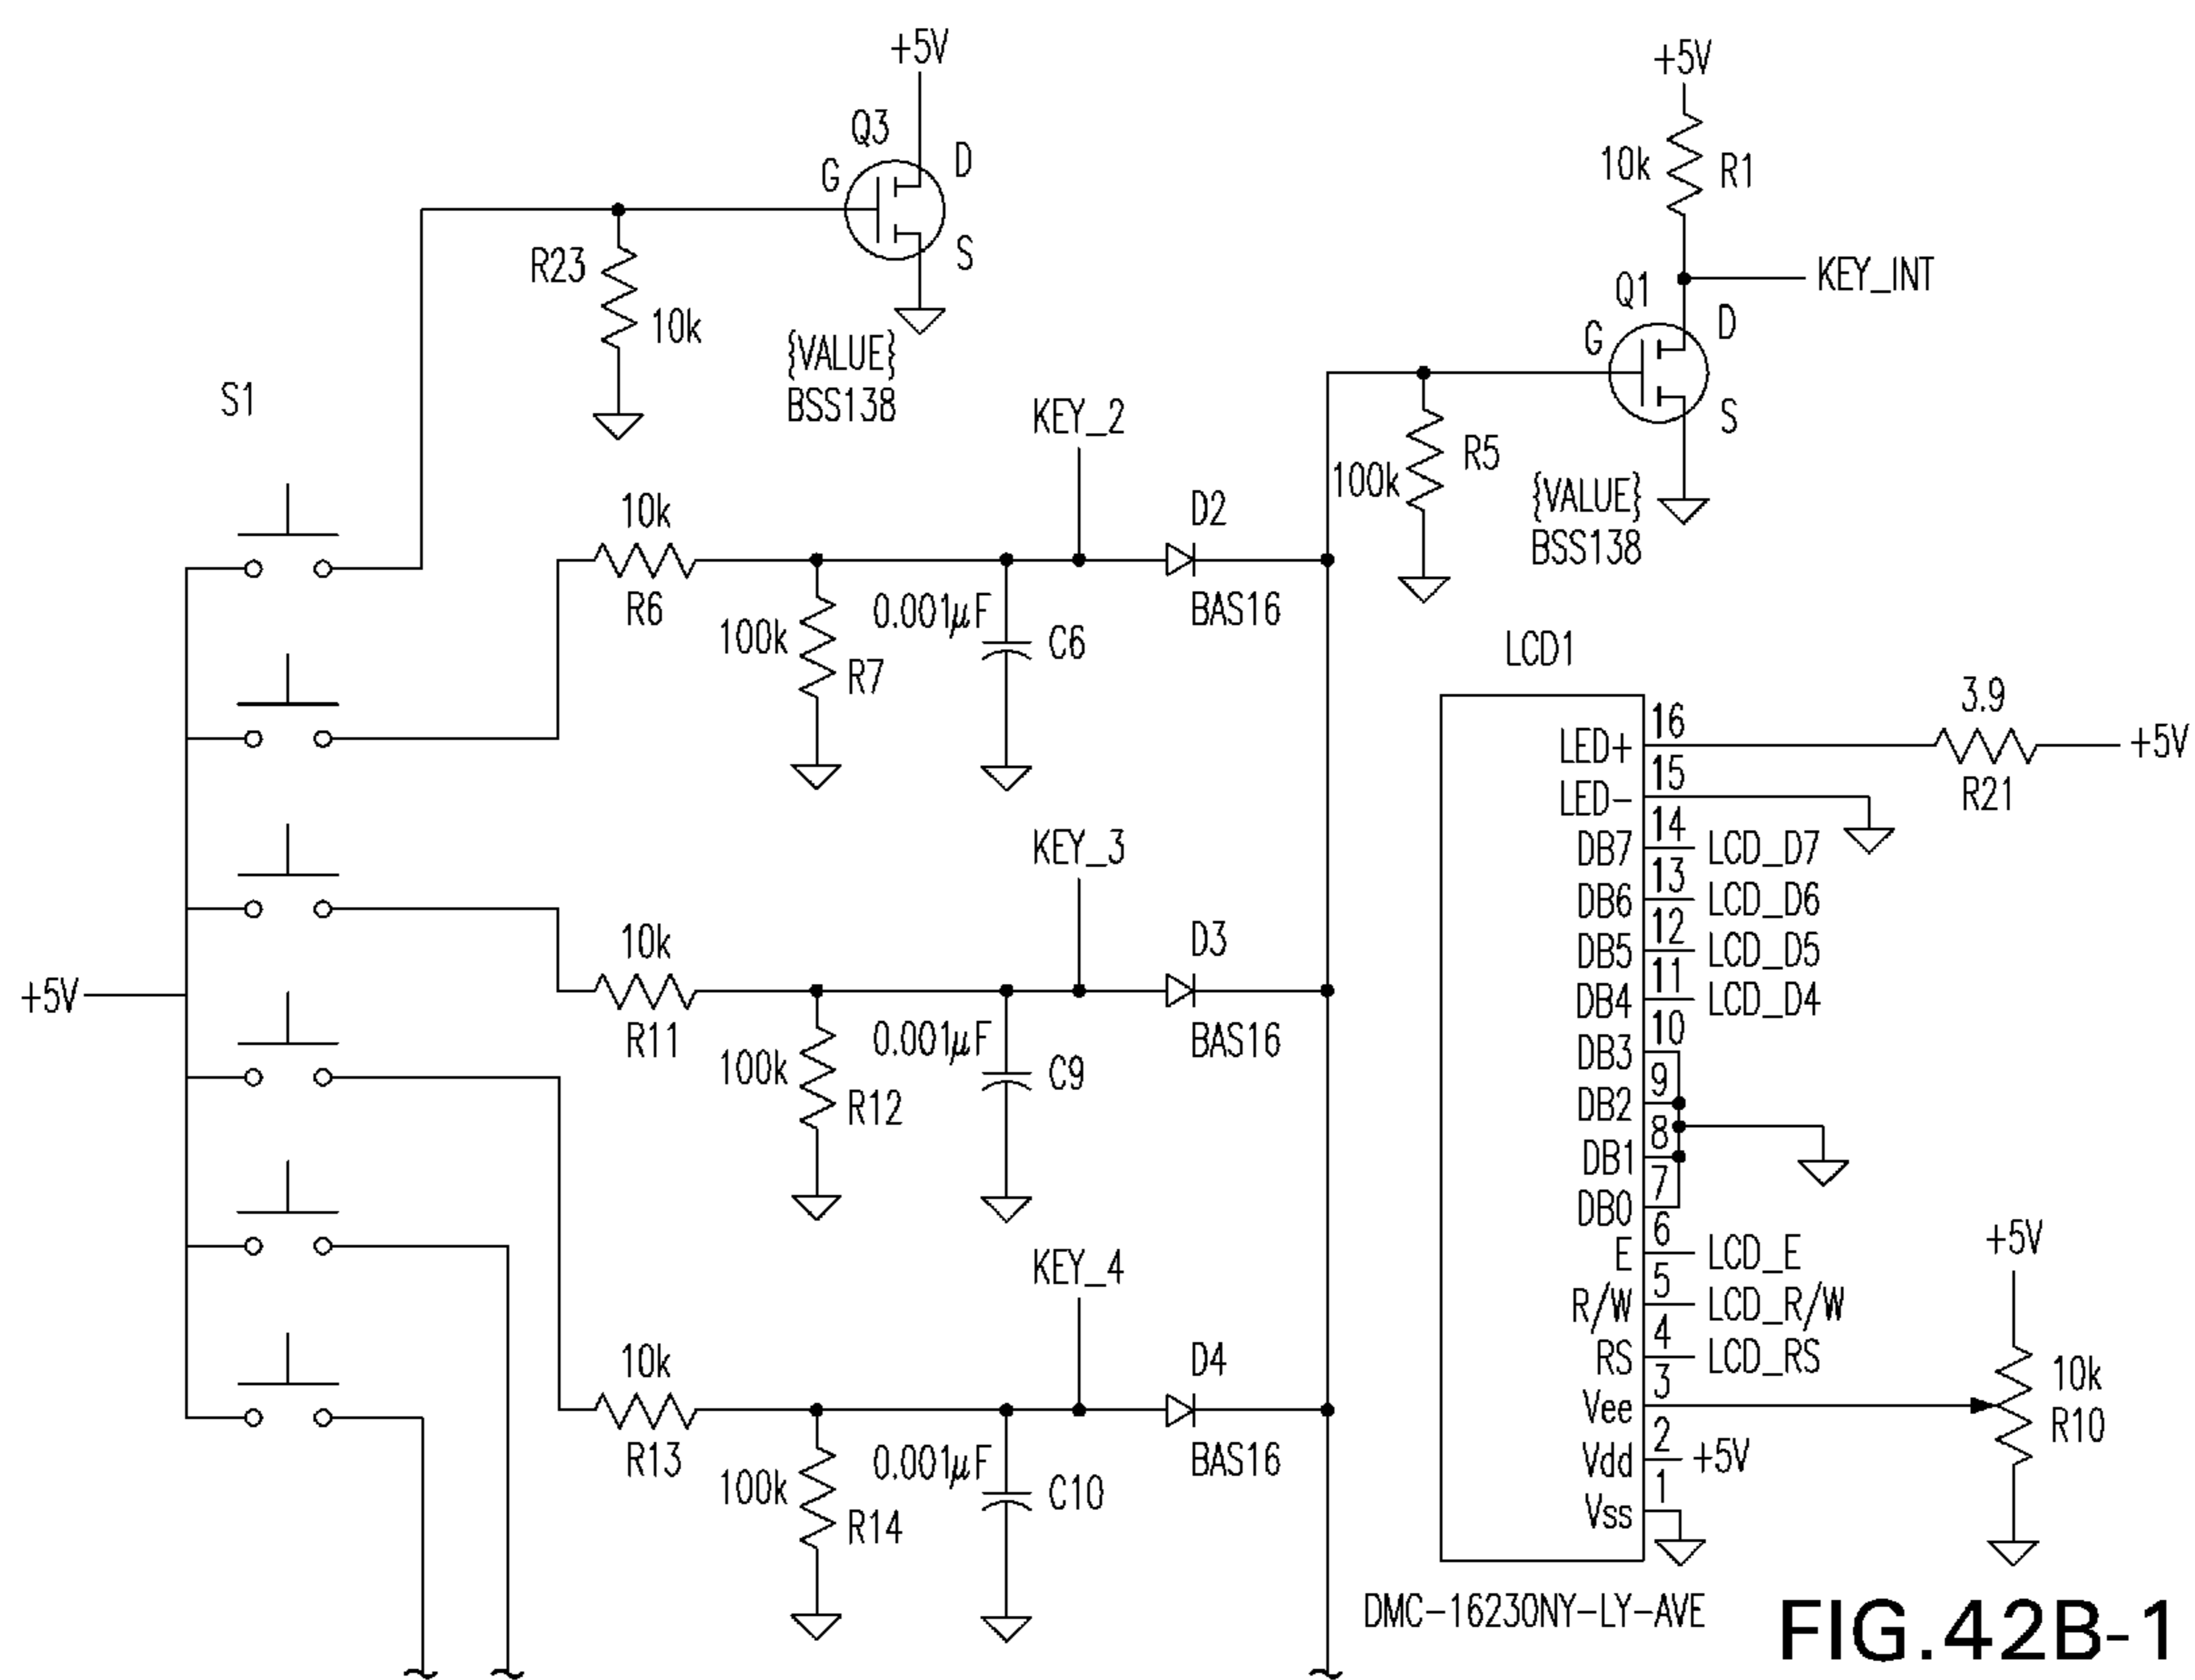 +5V
Q3
D
G
S
R23
10k
{VALUE}
BSS138
+5V
10k
R1
KEY_INT
Q1
D
G
S
R5
100k
{VALUE}
BSS138
S1
+5V
KEY_2
10k
R6
D2
BAS16
0.001μF
C6
100k
R7
KEY_3
10k
R11
D3
BAS16
0.001μF
C9
100k
R12
KEY_4
10k
R13
D4
BAS16
0.001μF
C10
100k
R14
LCD1
LED+ 16
3.9
R21
+5V
LED- 15
DB7 14 LCD_D7
DB6 13 LCD_D6
DB5 12 LCD_D5
DB4 11 LCD_D4
DB3 10
DB2 9
DB1 8
DB0 7
E 6 LCD_E
R/W 5 LCD_R/W
RS 4 LCD_RS
Vee 3
Vdd 2 +5V
Vss 1
+5V
10k
R10
DMC-16230NY-LY-AVE
FIG.42B-1